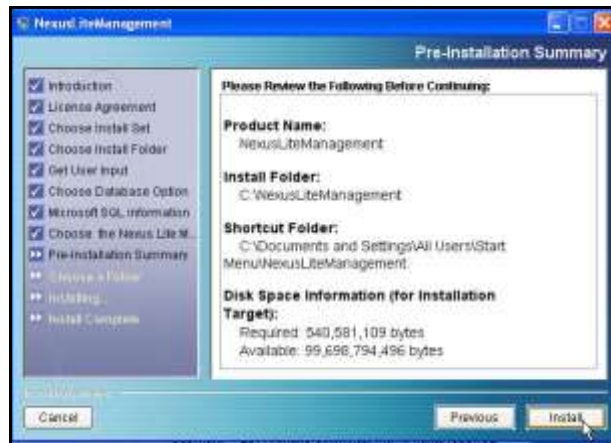 NexusLiteManagement
Pre-Installation Summary
Introduction
License Agreement
Choose Install Set
Choose Install Folder
Get User Input
Choose Database Option
Microsoft SQL Information
Choose the Nexus Lite M...
Pre-Installation Summary
Choose a Folder
Installing...
Install Complete
Please Review the Following Before Continuing:
Product Name:
NexusLiteManagement
Install Folder:
C:\NexusLiteManagement
Shortcut Folder:
C:\Documents and Settings\All Users\Start
Menu\NexusLiteManagement
Disk Space Information (for Installation
Target):
Required: 540,581,109 bytes
Available: 99,698,794,496 bytes
Cancel
Previous
Install